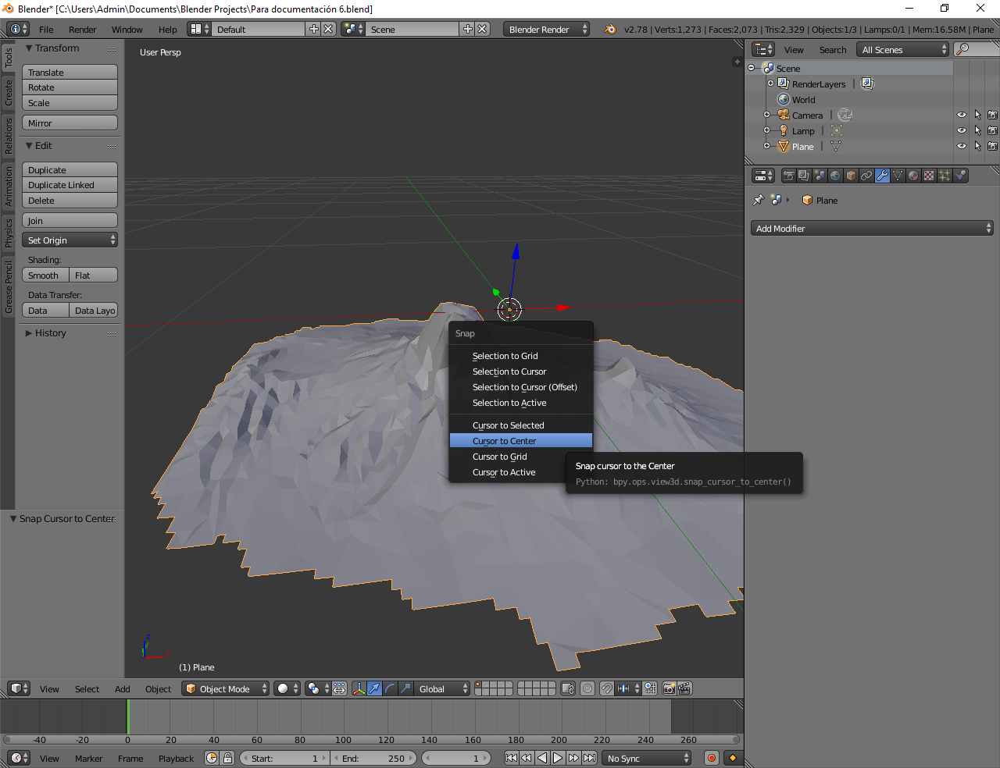 Blender* [C:\Users\Admin\Documents\Blender Projects\Para documentación 6.blend]
File Render Window Help Default Scene Blender Render v2.78 | Verts:1,273 | Faces:2,073 | Tris:2,329 | Objects:1/3 | Lamps:0/1 | Mem:16.58M | Plane
Tools
Create
Relations
Animation
Physics
Grease Pencil
Transform
Translate
Rotate
Scale
Mirror
Edit
Duplicate
Duplicate Linked
Delete
Join
Set Origin
Shading:
Smooth Flat
Data Transfer:
Data Data Layo
History
Snap Cursor to Center
User Persp
Snap
Selection to Grid
Selection to Cursor
Selection to Cursor (Offset)
Selection to Active
Cursor to Selected
Cursor to Center
Cursor to Grid
Cursor to Active
Snap cursor to the Center
Python: bpy.ops.view3d.snap_cursor_to_center()
z
y
x
(1) Plane
View Search All Scenes
Scene
RenderLayers
World
Camera
Lamp
Plane
Plane
Add Modifier
View Select Add Object Object Mode Global
-40 -20 0 20 40 60 80 100 120 140 160 180 200 220 240 260
View Marker Frame Playback Start: 1 End: 250 1 No Sync